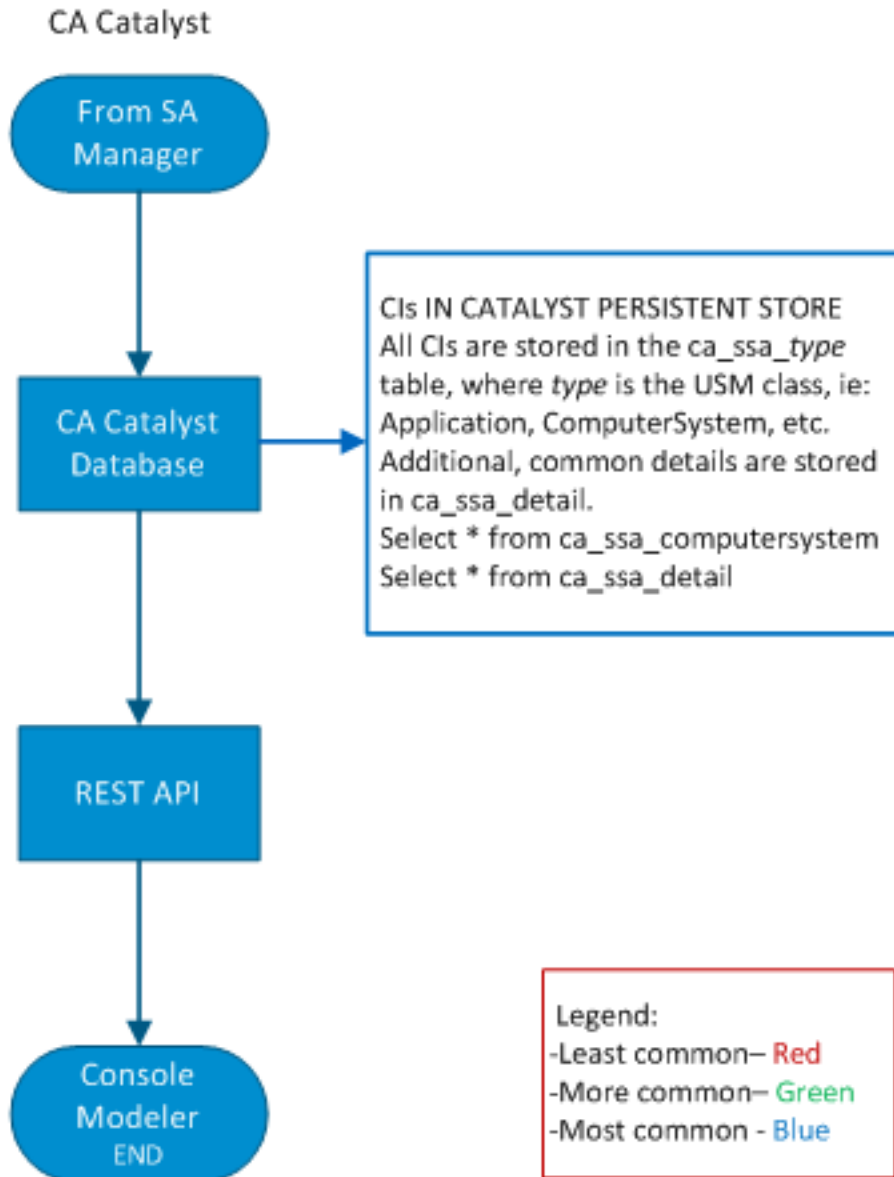 CA Catalyst
From SA
Manager
CA Catalyst
Database
CIs IN CATALYST PERSISTENT STORE
All CIs are stored in the ca_ssa_type
table, where type is the USM class, ie:
Application, ComputerSystem, etc.
Additional, common details are stored
in ca_ssa_detail.
Select * from ca_ssa_computersystem
Select * from ca_ssa_detail
REST API
Console
Modeler
END
Legend:
-Least common– Red
-More common– Green
-Most common - Blue